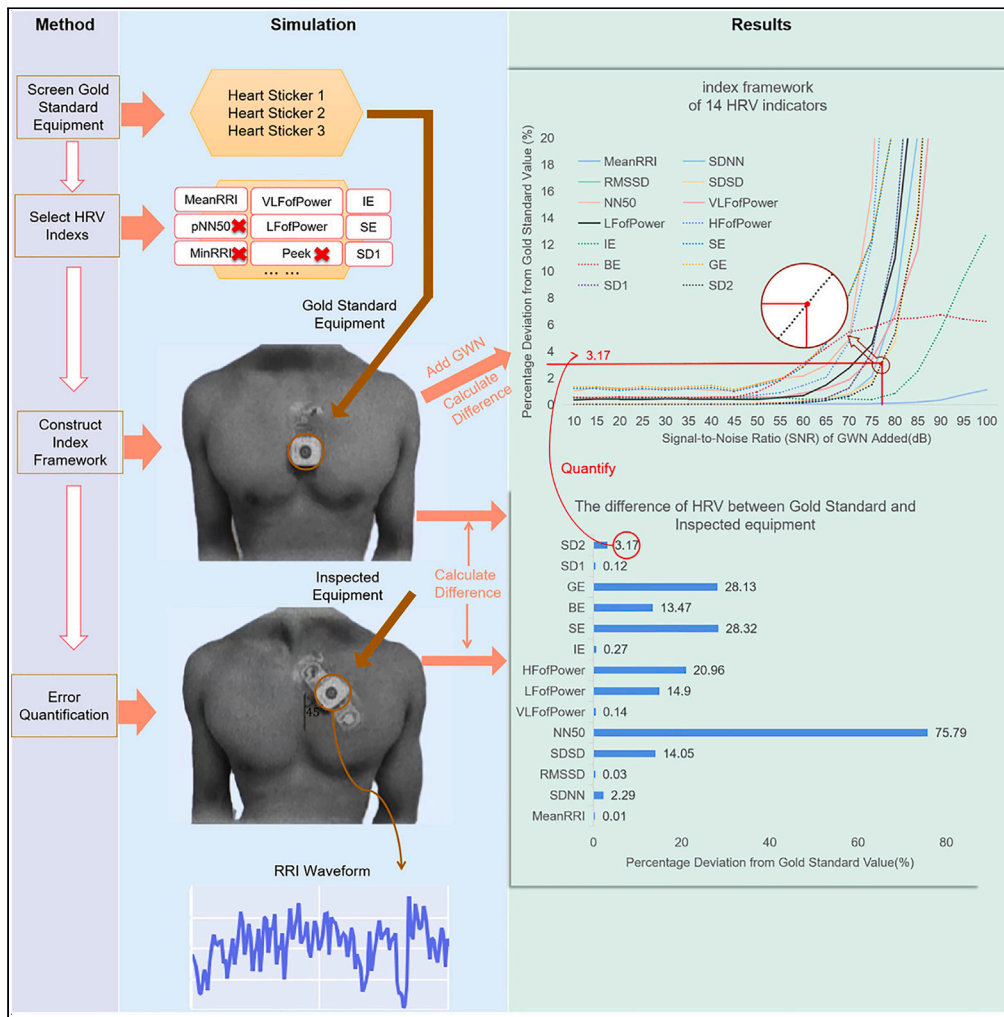 Method
Simulation
Results
Screen Gold
Standard
Equipment
Heart Sticker 1
Heart Sticker 2
Heart Sticker 3
Select HRV
Indexs
MeanRRI
VLFofPower
IE
pNN50
LFofPower
SE
MinRRI
Peek
SD1
... ...
Gold Standard
Equipment
Construct
Index
Framework
Add GWN
Calculate
Difference
Inspected
Equipment
Calculate
Difference
Error
Quantification
45°
RRI Waveform
index framework
of 14 HRV indicators
Percentage Deviation from Gold Standard Value (%)
20
18
16
14
12
10
8
6
4
2
0
MeanRRI
SDNN
RMSSD
SDSD
NN50
VLFofPower
LFofPower
HFofPower
IE
SE
BE
GE
SD1
SD2
3.17
10 15 20 25 30 35 40 45 50 55 60 65 70 75 80 85 90 95 100
Signal-to-Noise Ratio (SNR) of GWN Added(dB)
Quantify
The difference of HRV between Gold Standard and
Inspected equipment
SD2 3.17
SD1 0.12
GE 28.13
BE 13.47
SE 28.32
IE 0.27
HFofPower 20.96
LFofPower 14.9
VLFofPower 0.14
NN50 75.79
SDSD 14.05
RMSSD 0.03
SDNN 2.29
MeanRRI 0.01
0 20 40 60 80
Percentage Deviation from Gold Standard Value(%)